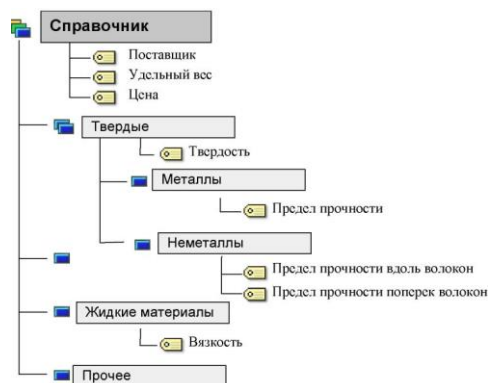 Справочник
Поставщик
Удельный вес
Цена
Твердые
Твердость
Металлы
Предел прочности
Неметаллы
Предел прочности вдоль волокон
Предел прочности поперек волокон
Жидкие материалы
Вязкость
Прочее